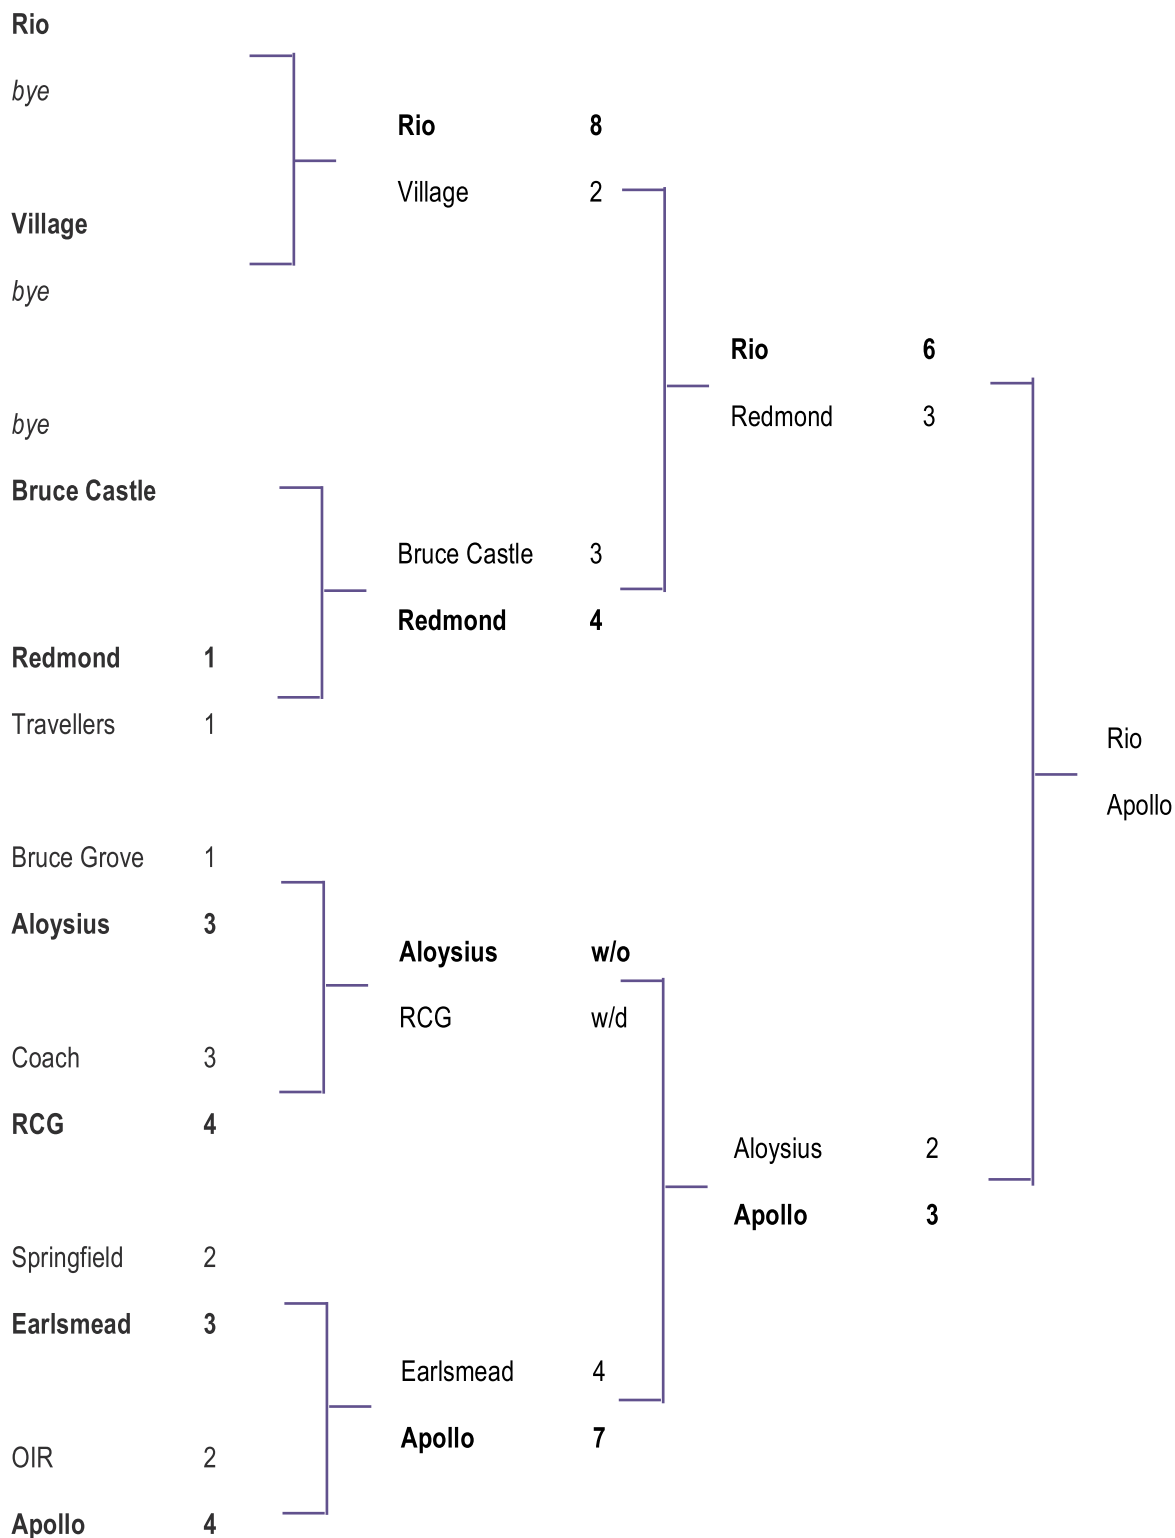 Rio
bye
Village
bye
bye
Bruce Castle
Redmond 1
Travellers 1
Bruce Grove 1
Aloysius 3
Coach 3
RCG 4
Springfield 2
Earlsmead 3
OIR 2
Apollo 4
Rio 8
Village 2
Bruce Castle 3
Redmond 4
Aloysius w/o
RCG w/d
Earlsmead 4
Apollo 7
Rio 6
Redmond 3
Aloysius 2
Apollo 3
Rio
Apollo